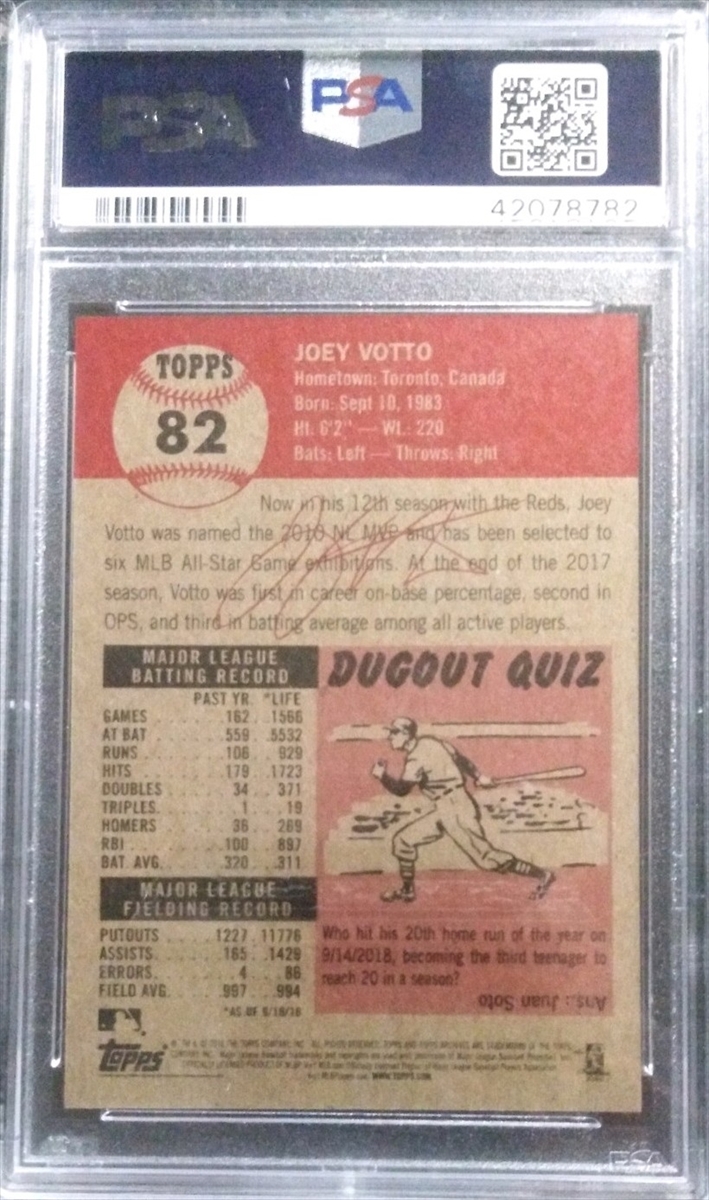 PSA
PSA
42078782
TOPPS
82
JOEY VOTTO
Hometown: Toronto, Canada
Born: Sept 10, 1983
Ht: 6'2" — Wt.: 220
Bats: Left — Throws: Right
Now in his 12th season with the Reds, Joey
Votto was named the 2010 NL MVP and has been selected to
six MLB All-Star Game exhibitions. At the end of the 2017
season, Votto was first in career on-base percentage, second in
OPS, and third in batting average among all active players.
MAJOR LEAGUE
BATTING RECORD
PAST YR. *LIFE
GAMES 162 1566
AT BAT 559 5532
RUNS 106 929
HITS 179 1723
DOUBLES 34 371
TRIPLES 1 19
HOMERS 36 269
RBI 100 897
BAT AVG. .320 .311
MAJOR LEAGUE
FIELDING RECORD
PUTOUTS 1227 11776
ASSISTS 165 1429
ERRORS 4 86
FIELD AVG. .997 .994
DUGOUT QUIZ
Who hit his 20th home run of the year on
9/14/2018, becoming the third teenager to
reach 20 in a season?
Ans.: Juan Soto
Topps
WWW.TOPPS.COM
PSA